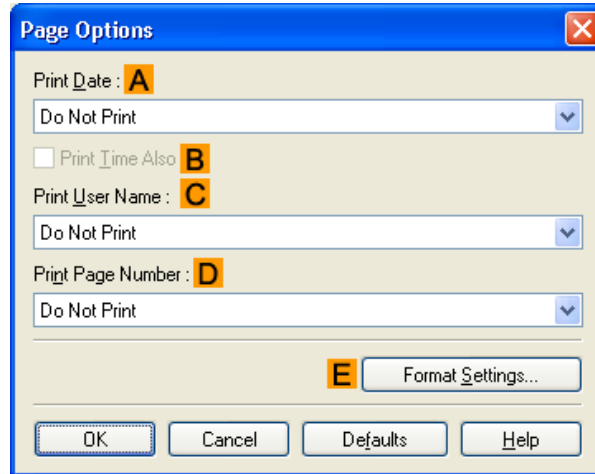 Page Options
Print Date : A
Do Not Print
Print Time Also B
Print User Name : C
Do Not Print
Print Page Number : D
Do Not Print
E Format Settings...
OK Cancel Defaults Help